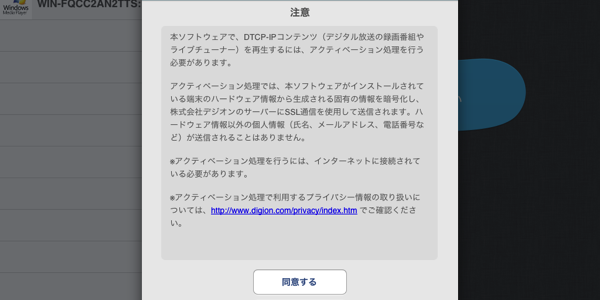 Windows
Media Player
WIN-FQCC2AN2TTS:
注意
本ソフトウェアで、DTCP-IPコンテンツ（デジタル放送の録画番組や
ライブチューナー）を再生するには、アクティベーション処理を行う
必要があります。
アクティベーション処理では、本ソフトウェアがインストールされて
いる端末のハードウェア情報から生成される固有の情報を暗号化し、
株式会社デジオンのサーバーにSSL通信を使用して送信されます。ハ
ードウェア情報以外の個人情報（氏名、メールアドレス、電話番号な
ど）が送信されることはありません。
※アクティベーション処理を行うには、インターネットに接続されて
いる必要があります。
※アクティベーション処理で利用するプライバシー情報の取り扱いに
ついては、http://www.digion.com/privacy/index.htm でご確認くださ
い。
同意する